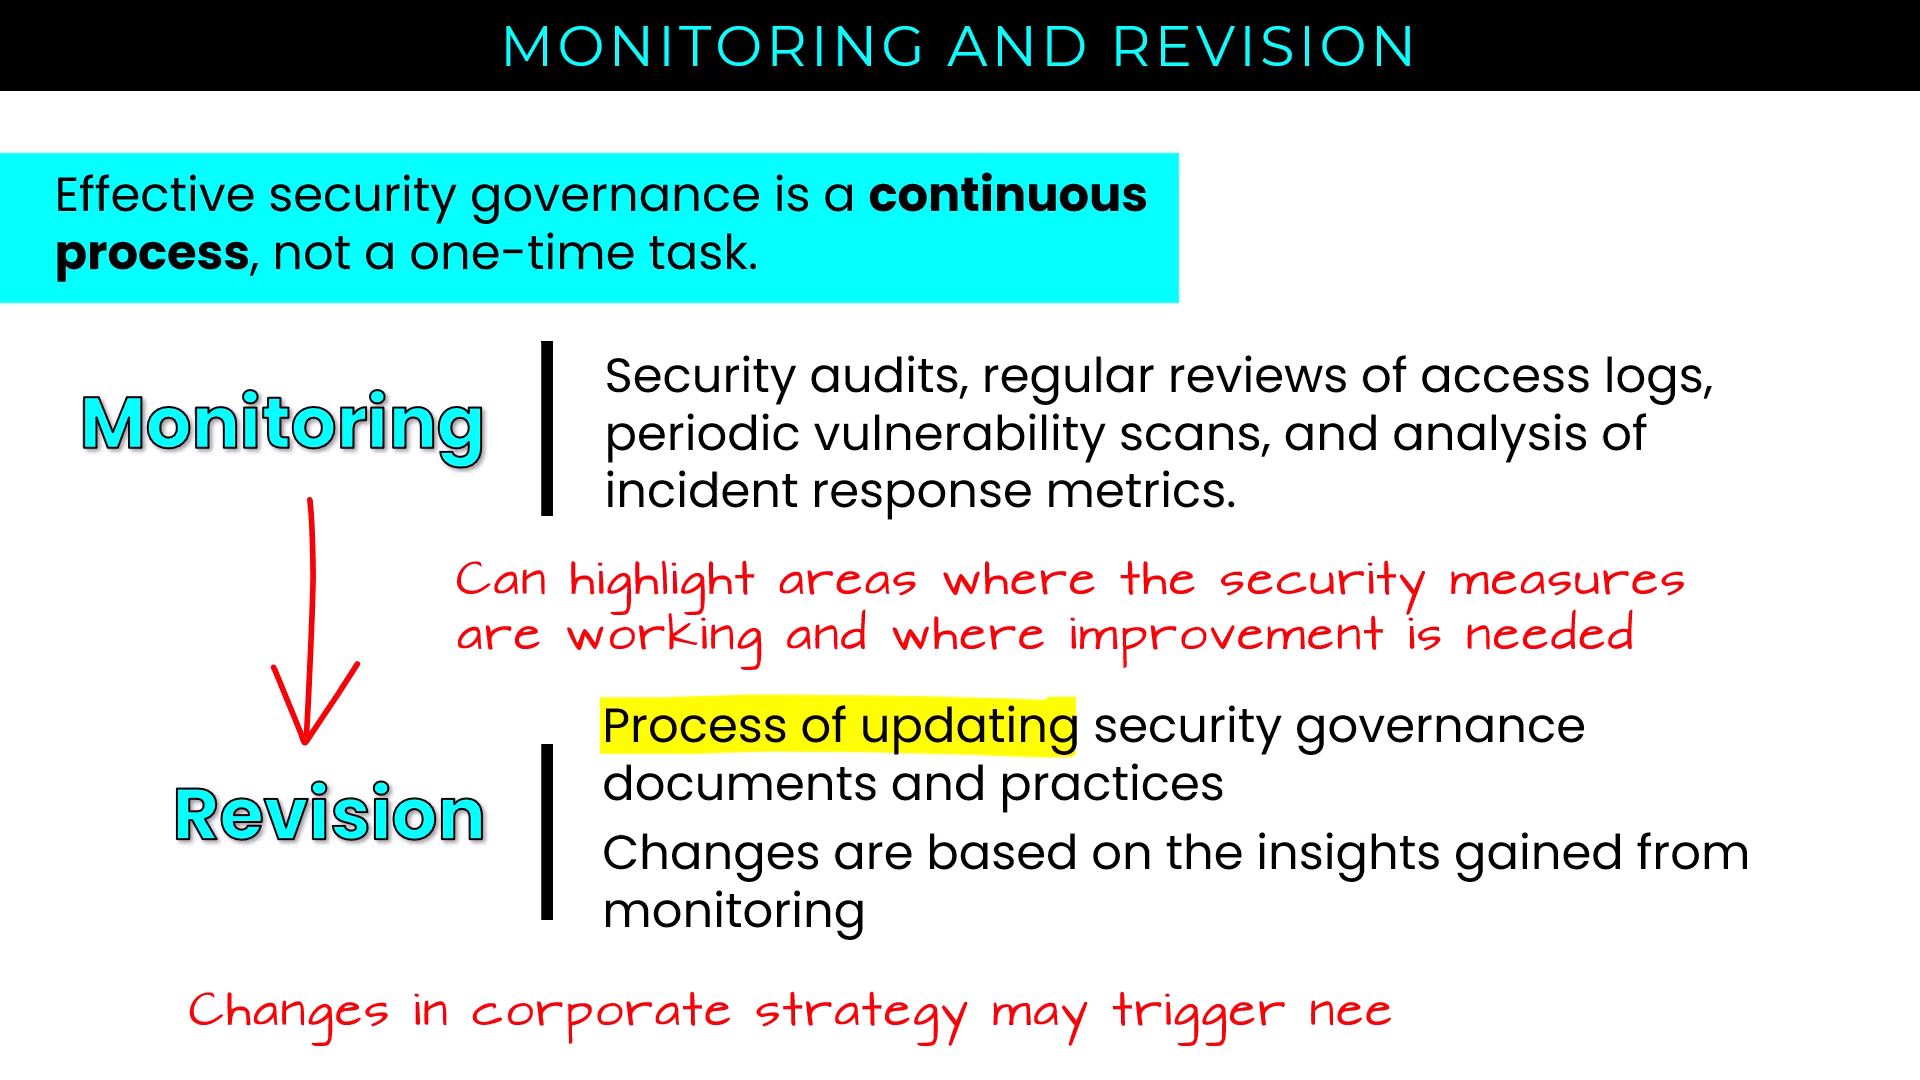 MONITORING AND REVISION
Effective security governance is a continuous
process, not a one-time task.
Monitoring
Security audits, regular reviews of access logs,
periodic vulnerability scans, and analysis of
incident response metrics.
Can highlight areas where the security measures
are working and where improvement is needed
Revision
Process of updating security governance
documents and practices
Changes are based on the insights gained from
monitoring
Changes in corporate strategy may trigger nee